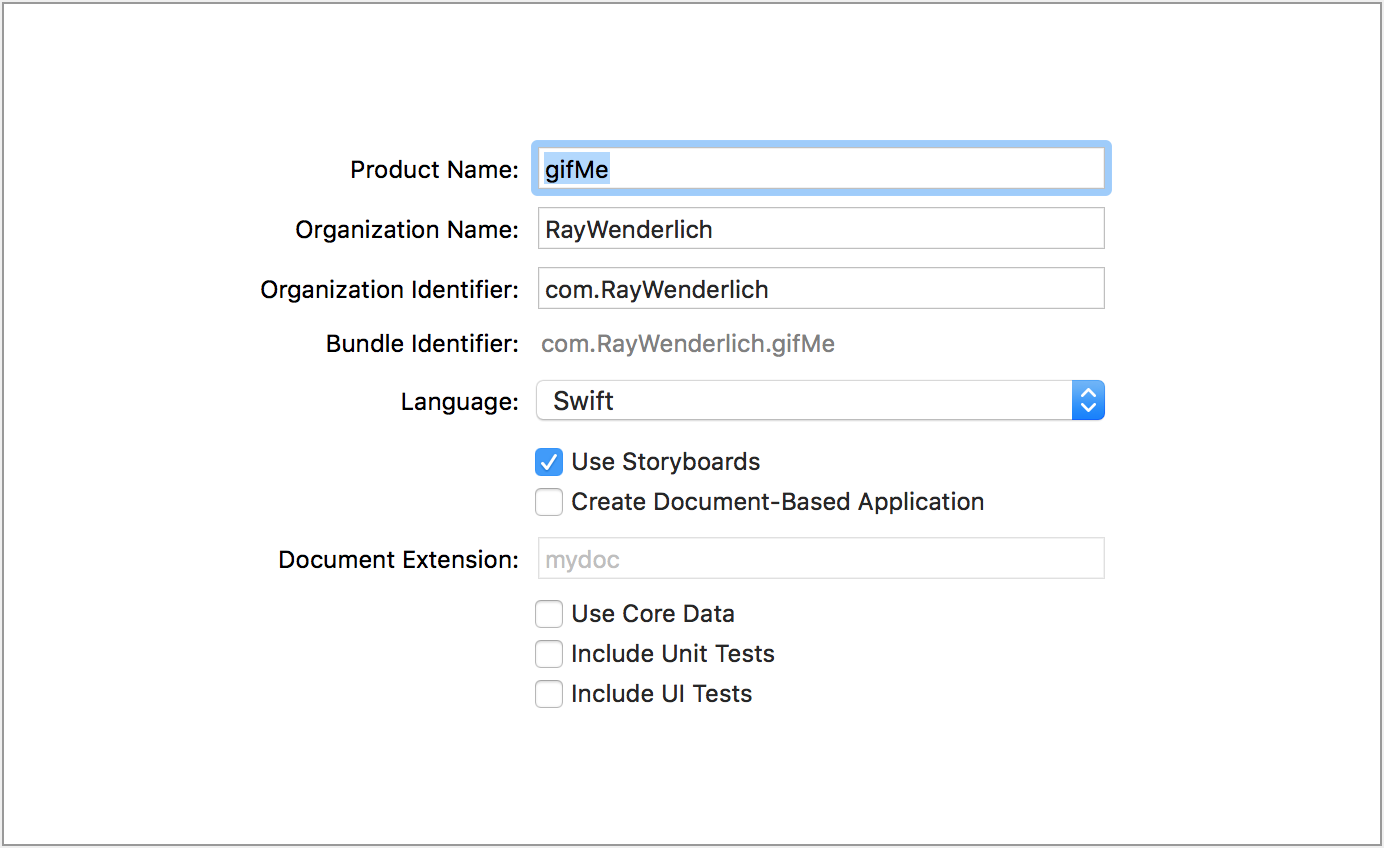 Product Name: gifMe
Organization Name: RayWenderlich
Organization Identifier: com.RayWenderlich
Bundle Identifier: com.RayWenderlich.gifMe
Language: Swift
Use Storyboards
Create Document-Based Application
Document Extension: mydoc
Use Core Data
Include Unit Tests
Include UI Tests